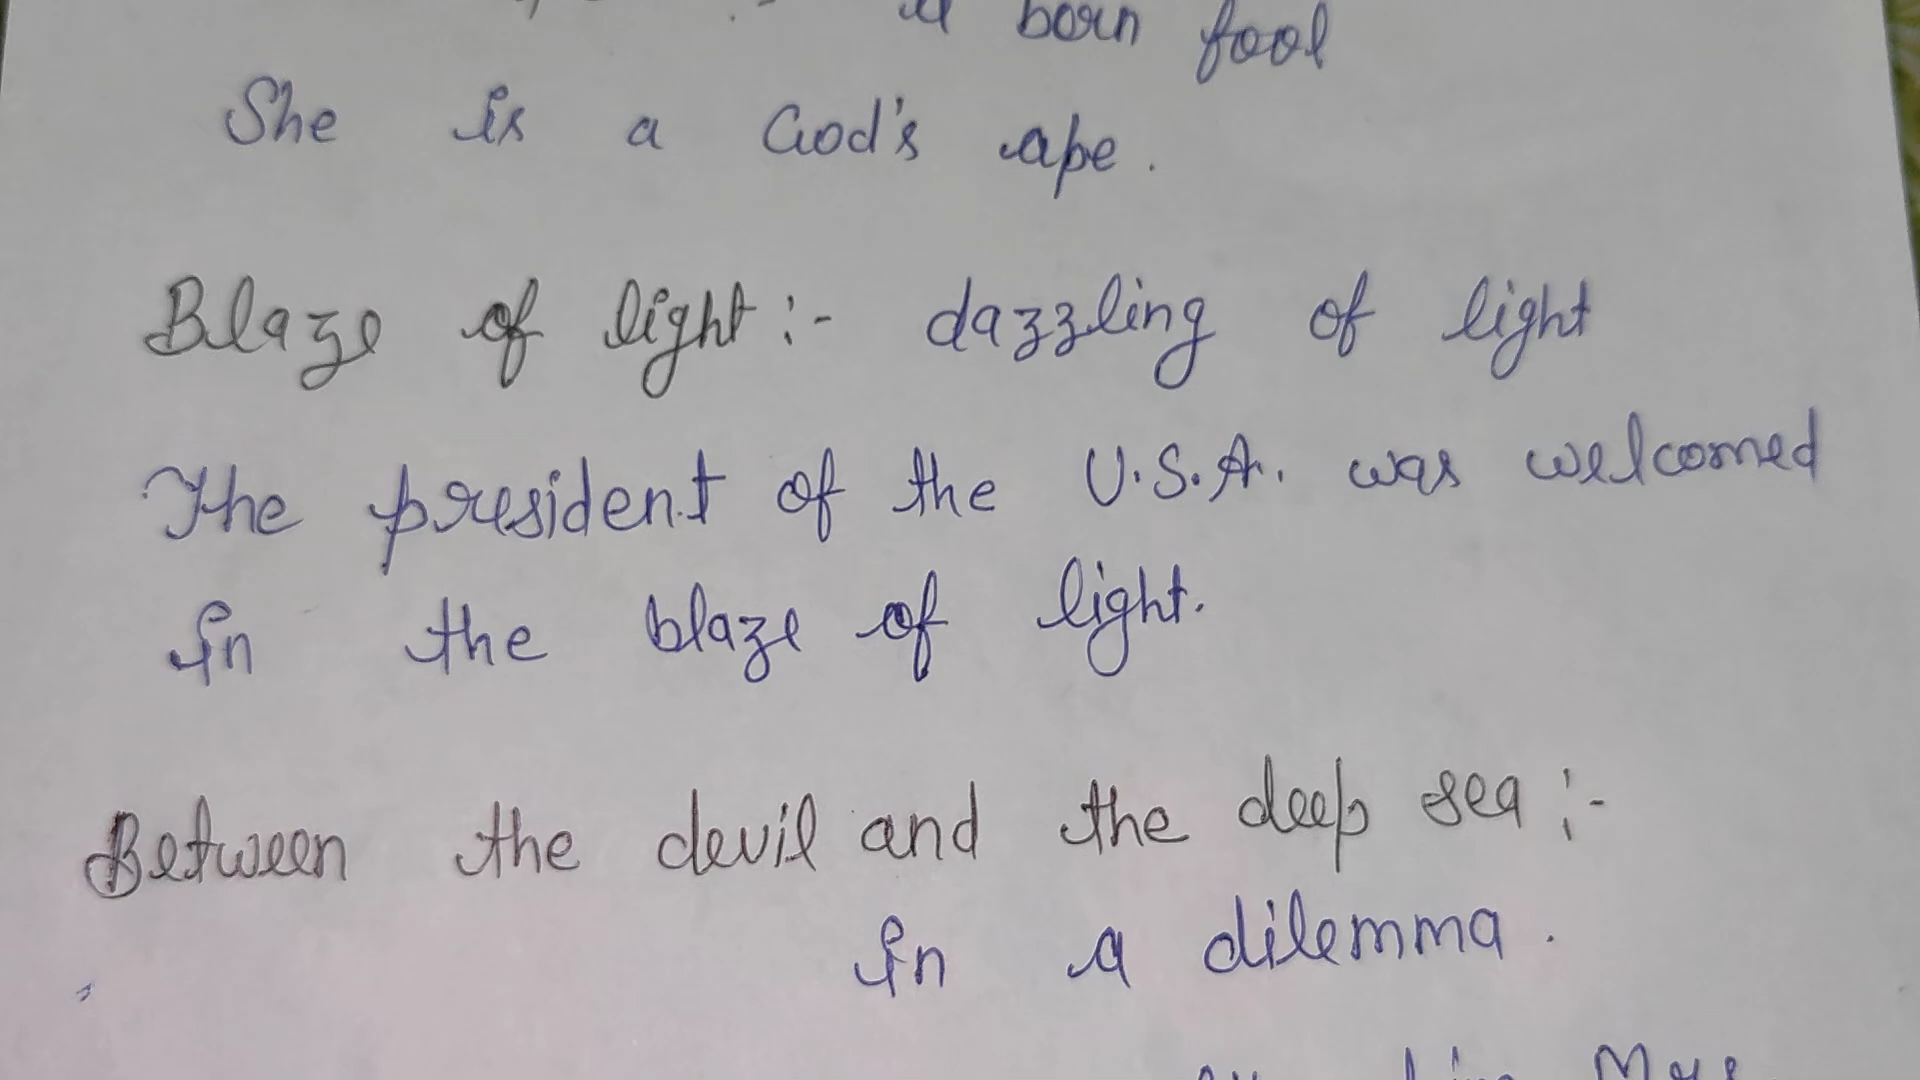 a born fool
She is a God's ape.
Blaze of light :- dazzling of light
The president of the U.S.A. was welcomed
in the blaze of light.
Between the devil and the deep sea :-
in a dilemma.